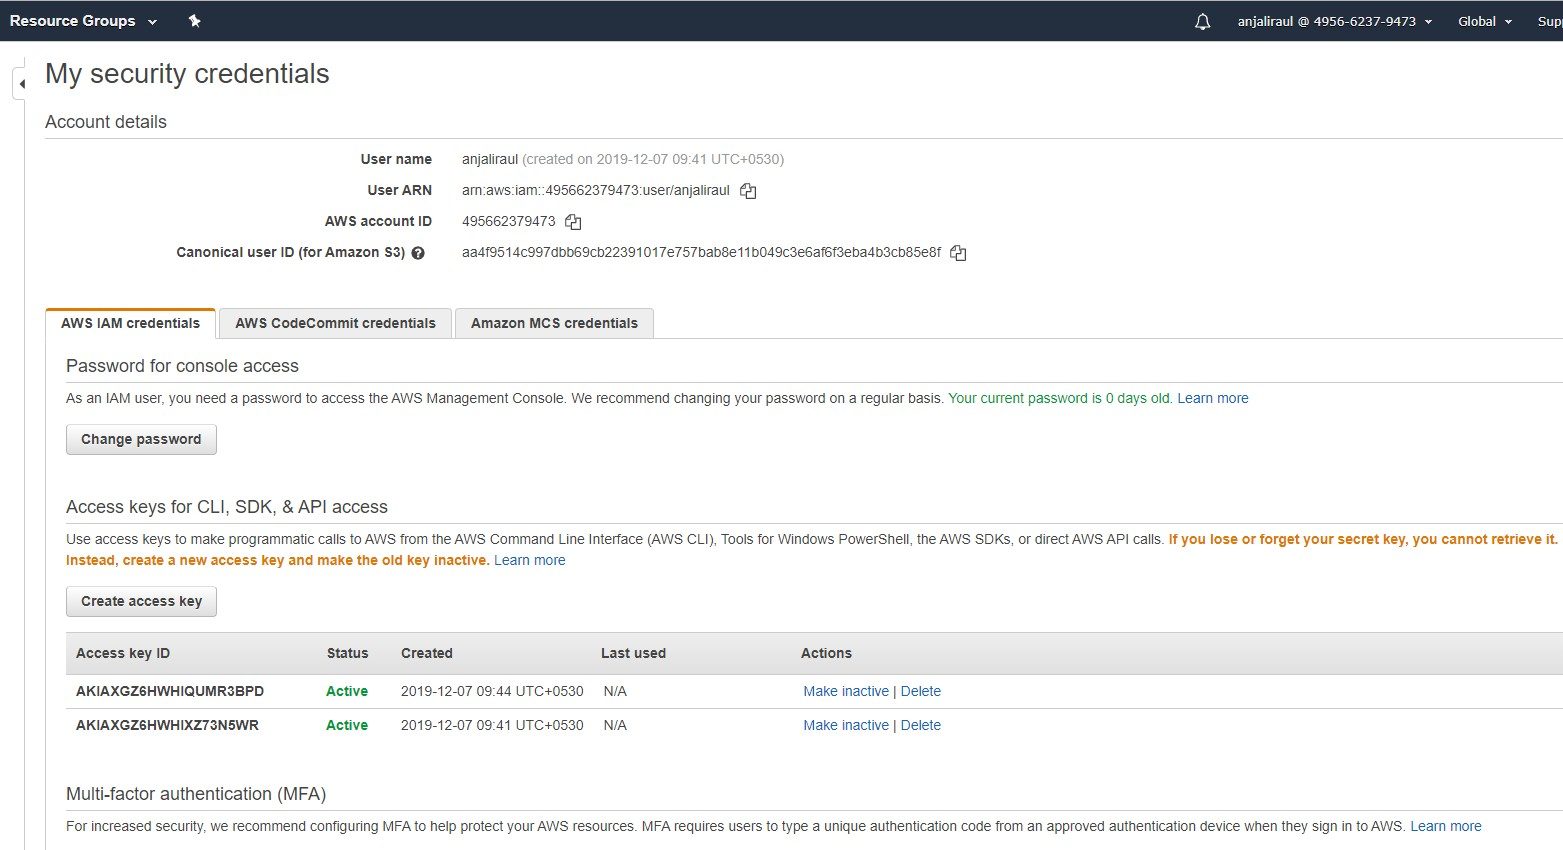 Resource Groups
anjaliraul @ 4956-6237-9473 Global Sup
My security credentials
Account details
User name anjaliraul (created on 2019-12-07 09:41 UTC+0530)
User ARN arn:aws:iam::495662379473:user/anjaliraul
AWS account ID 495662379473
Canonical user ID (for Amazon S3) ? aa4f9514c997dbb69cb22391017e757bab8e11b049c3e6af6f3eba4b3cb85e8f
AWS IAM credentials AWS CodeCommit credentials Amazon MCS credentials
Password for console access
As an IAM user, you need a password to access the AWS Management Console. We recommend changing your password on a regular basis. Your current password is 0 days old. Learn more
Change password
Access keys for CLI, SDK, & API access
Use access keys to make programmatic calls to AWS from the AWS Command Line Interface (AWS CLI), Tools for Windows PowerShell, the AWS SDKs, or direct AWS API calls. If you lose or forget your secret key, you cannot retrieve it.
Instead, create a new access key and make the old key inactive. Learn more
Create access key
Access key ID Status Created Last used Actions
AKIAXGZ6HWHIQUMR3BPD Active 2019-12-07 09:44 UTC+0530 N/A Make inactive | Delete
AKIAXGZ6HWHIXZ73N5WR Active 2019-12-07 09:41 UTC+0530 N/A Make inactive | Delete
Multi-factor authentication (MFA)
For increased security, we recommend configuring MFA to help protect your AWS resources. MFA requires users to type a unique authentication code from an approved authentication device when they sign in to AWS. Learn more